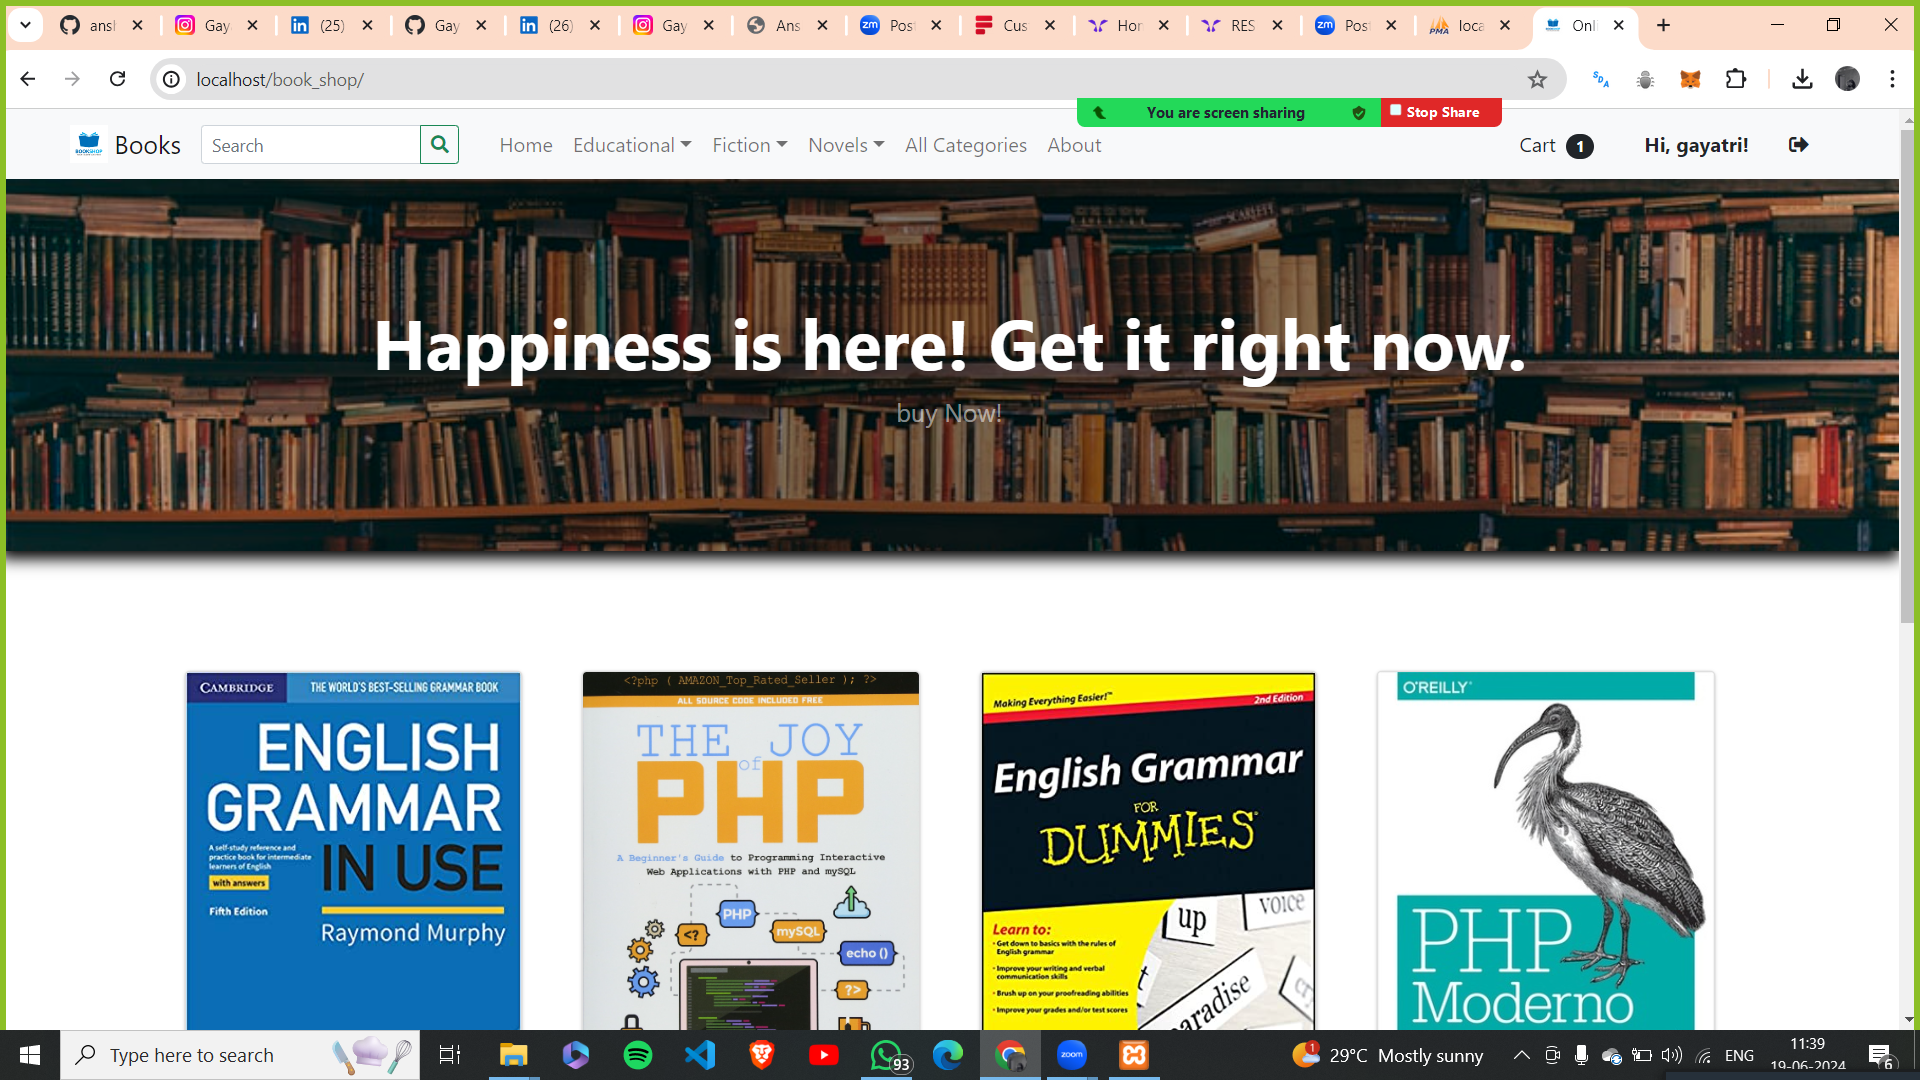 ansl
Gay
(25)
Gay
(26)
Gay
Ans
zm
Post
Cus
Hor
RES
zm
Post
PMA
loca
Onl
localhost/book_shop/
You are screen sharing
Stop Share
BOOKSHOP
Books
Search
Home
Educational
Fiction
Novels
All Categories
About
Cart 1
Hi, gayatri!
Happiness is here! Get it right now.
buy Now!
CAMBRIDGE
THE WORLD'S BEST-SELLING GRAMMAR BOOK
ENGLISH
GRAMMAR
IN USE
A self-study reference and
practice book for intermediate
learners of English
with answers
Fifth Edition
Raymond Murphy
<?php ( AMAZON_Top_Rated_Seller ); ?>
ALL SOURCE CODE INCLUDED FREE
THE JOY
of
PHP
A Beginner's Guide to Programming Interactive
Web Applications with PHP and mySQL
PHP
<?
mySQL
echo ()
?>
Making Everything Easier!™
2nd Edition
English Grammar
FOR
DUMMIES
Learn to:
• Get down to basics with the rules of
English grammar
• Improve your writing and verbal
communication skills
• Brush up on your proofreading abilities
• Improve your grades and/or test scores
up
voice
paradise
O'REILLY®
PHP
Moderno
Type here to search
93
zoom
1
29°C Mostly sunny
ENG
11:39
19-06-2024
6